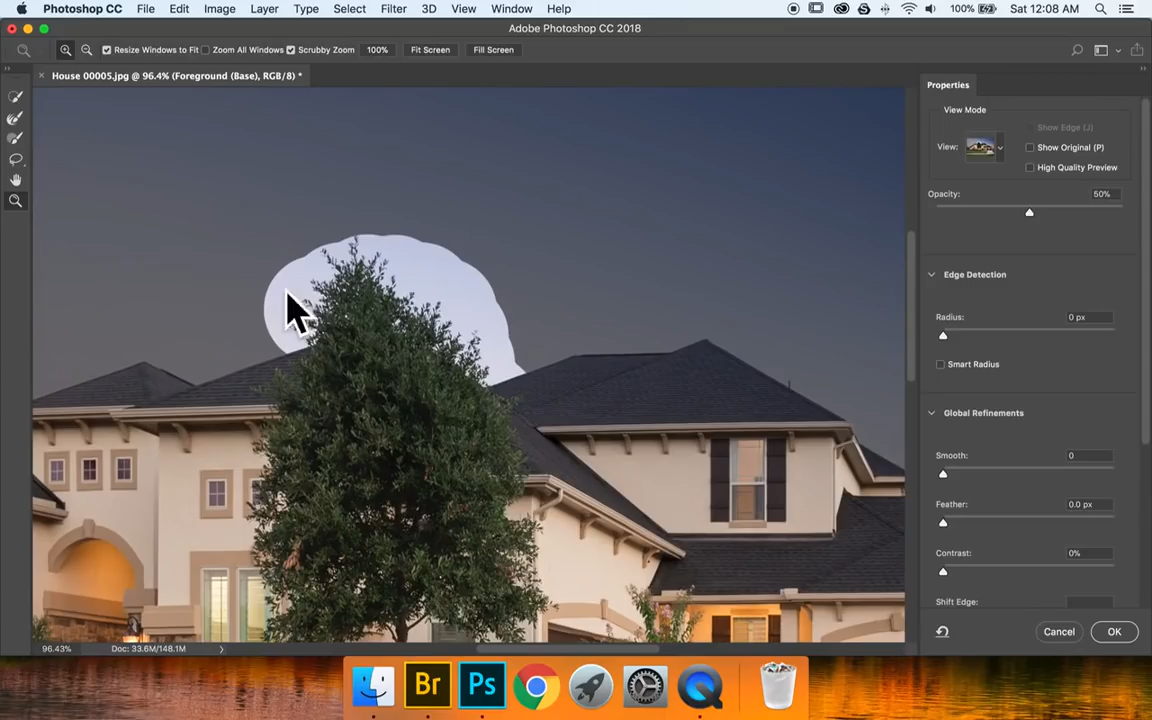 Photoshop CC File Edit Image Layer Type Select Filter 3D View Window Help 100% Sat 12:08 AM
Adobe Photoshop CC 2018
Resize Windows to Fit Zoom All Windows Scrubby Zoom 100% Fit Screen Fill Screen
House 00005.jpg @ 96.4% (Foreground (Base), RGB/8) *
Properties
View Mode
Show Edge (J)
View: Show Original (P)
High Quality Preview
Opacity: 50%
Edge Detection
Radius: 0 px
Smart Radius
Global Refinements
Smooth: 0
Feather: 0.0 px
Contrast: 0%
Shift Edge:
Cancel OK
96.43% Doc: 33.6M/148.1M
Br Ps